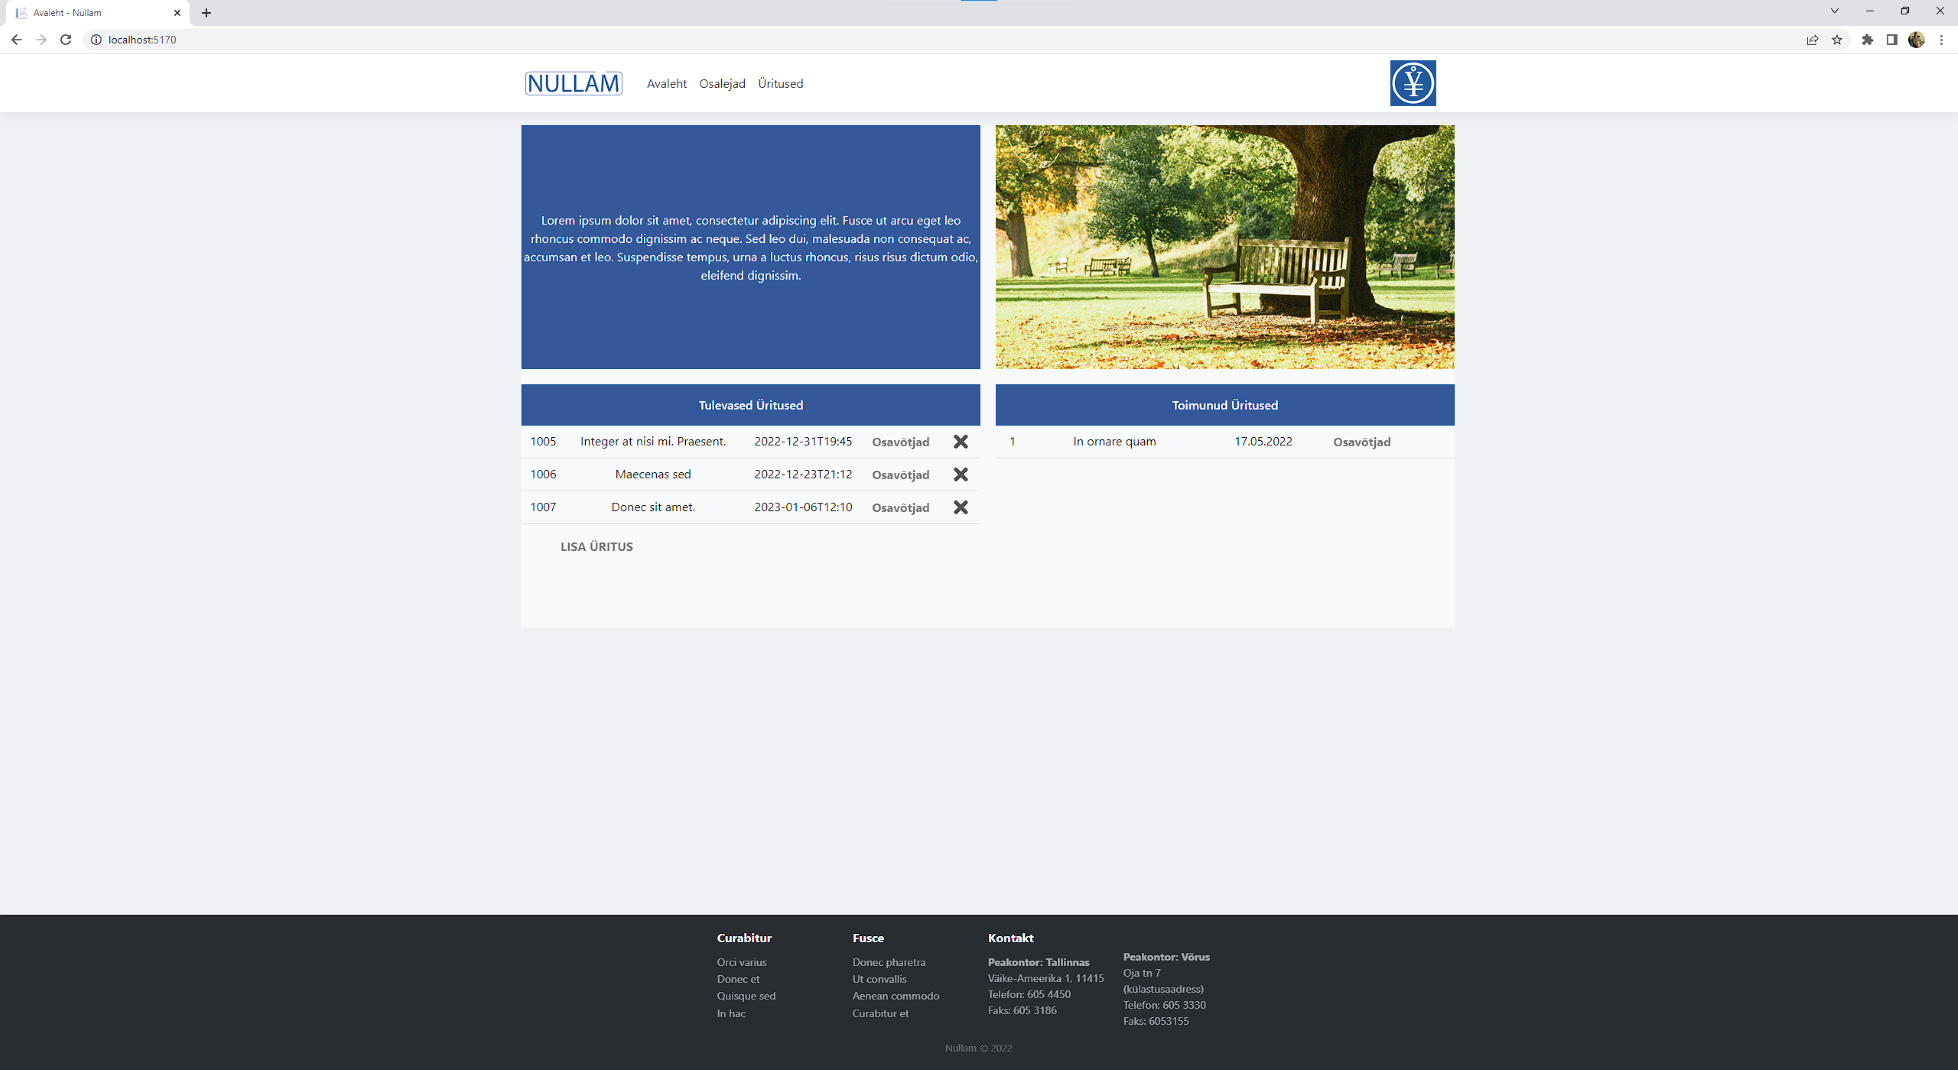 Avaleht - Nullam
localhost:5170
NULLAM Avaleht Osalejad Üritused
Lorem ipsum dolor sit amet, consectetur adipiscing elit. Fusce ut arcu eget leo
rhoncus commodo dignissim ac neque. Sed leo dui, malesuada non consequat ac,
accumsan et leo. Suspendisse tempus, urna a luctus rhoncus, risus risus dictum odio,
eleifend dignissim.
Tulevased Üritused
1005 Integer at nisi mi. Praesent. 2022-12-31T19:45 Osavõtjad
1006 Maecenas sed 2022-12-23T21:12 Osavõtjad
1007 Donec sit amet. 2023-01-06T12:10 Osavõtjad
LISA ÜRITUS
Toimunud Üritused
1 In ornare quam 17.05.2022 Osavõtjad
Curabitur
Orci varius
Donec et
Quisque sed
In hac
Fusce
Donec pharetra
Ut convallis
Aenean commodo
Curabitur et
Kontakt
Peakontor: Tallinnas
Väike-Ameerika 1, 11415
Telefon: 605 4450
Faks: 605 3186
Peakontor: Võrus
Oja tn 7
(külastusaadress)
Telefon: 605 3330
Faks: 6053155
Nullam © 2022